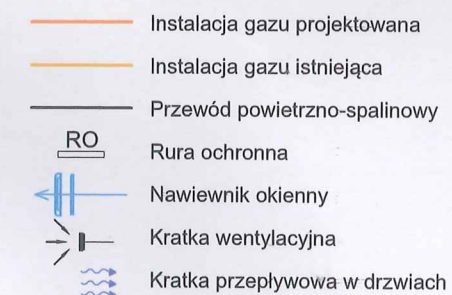 Instalacja gazu projektowana
Instalacja gazu istniejąca
Przewód powietrzno-spalinowy
RO
Rura ochronna
Nawiewnik okienny
Kratka wentylacyjna
Kratka przepływowa w drzwiach